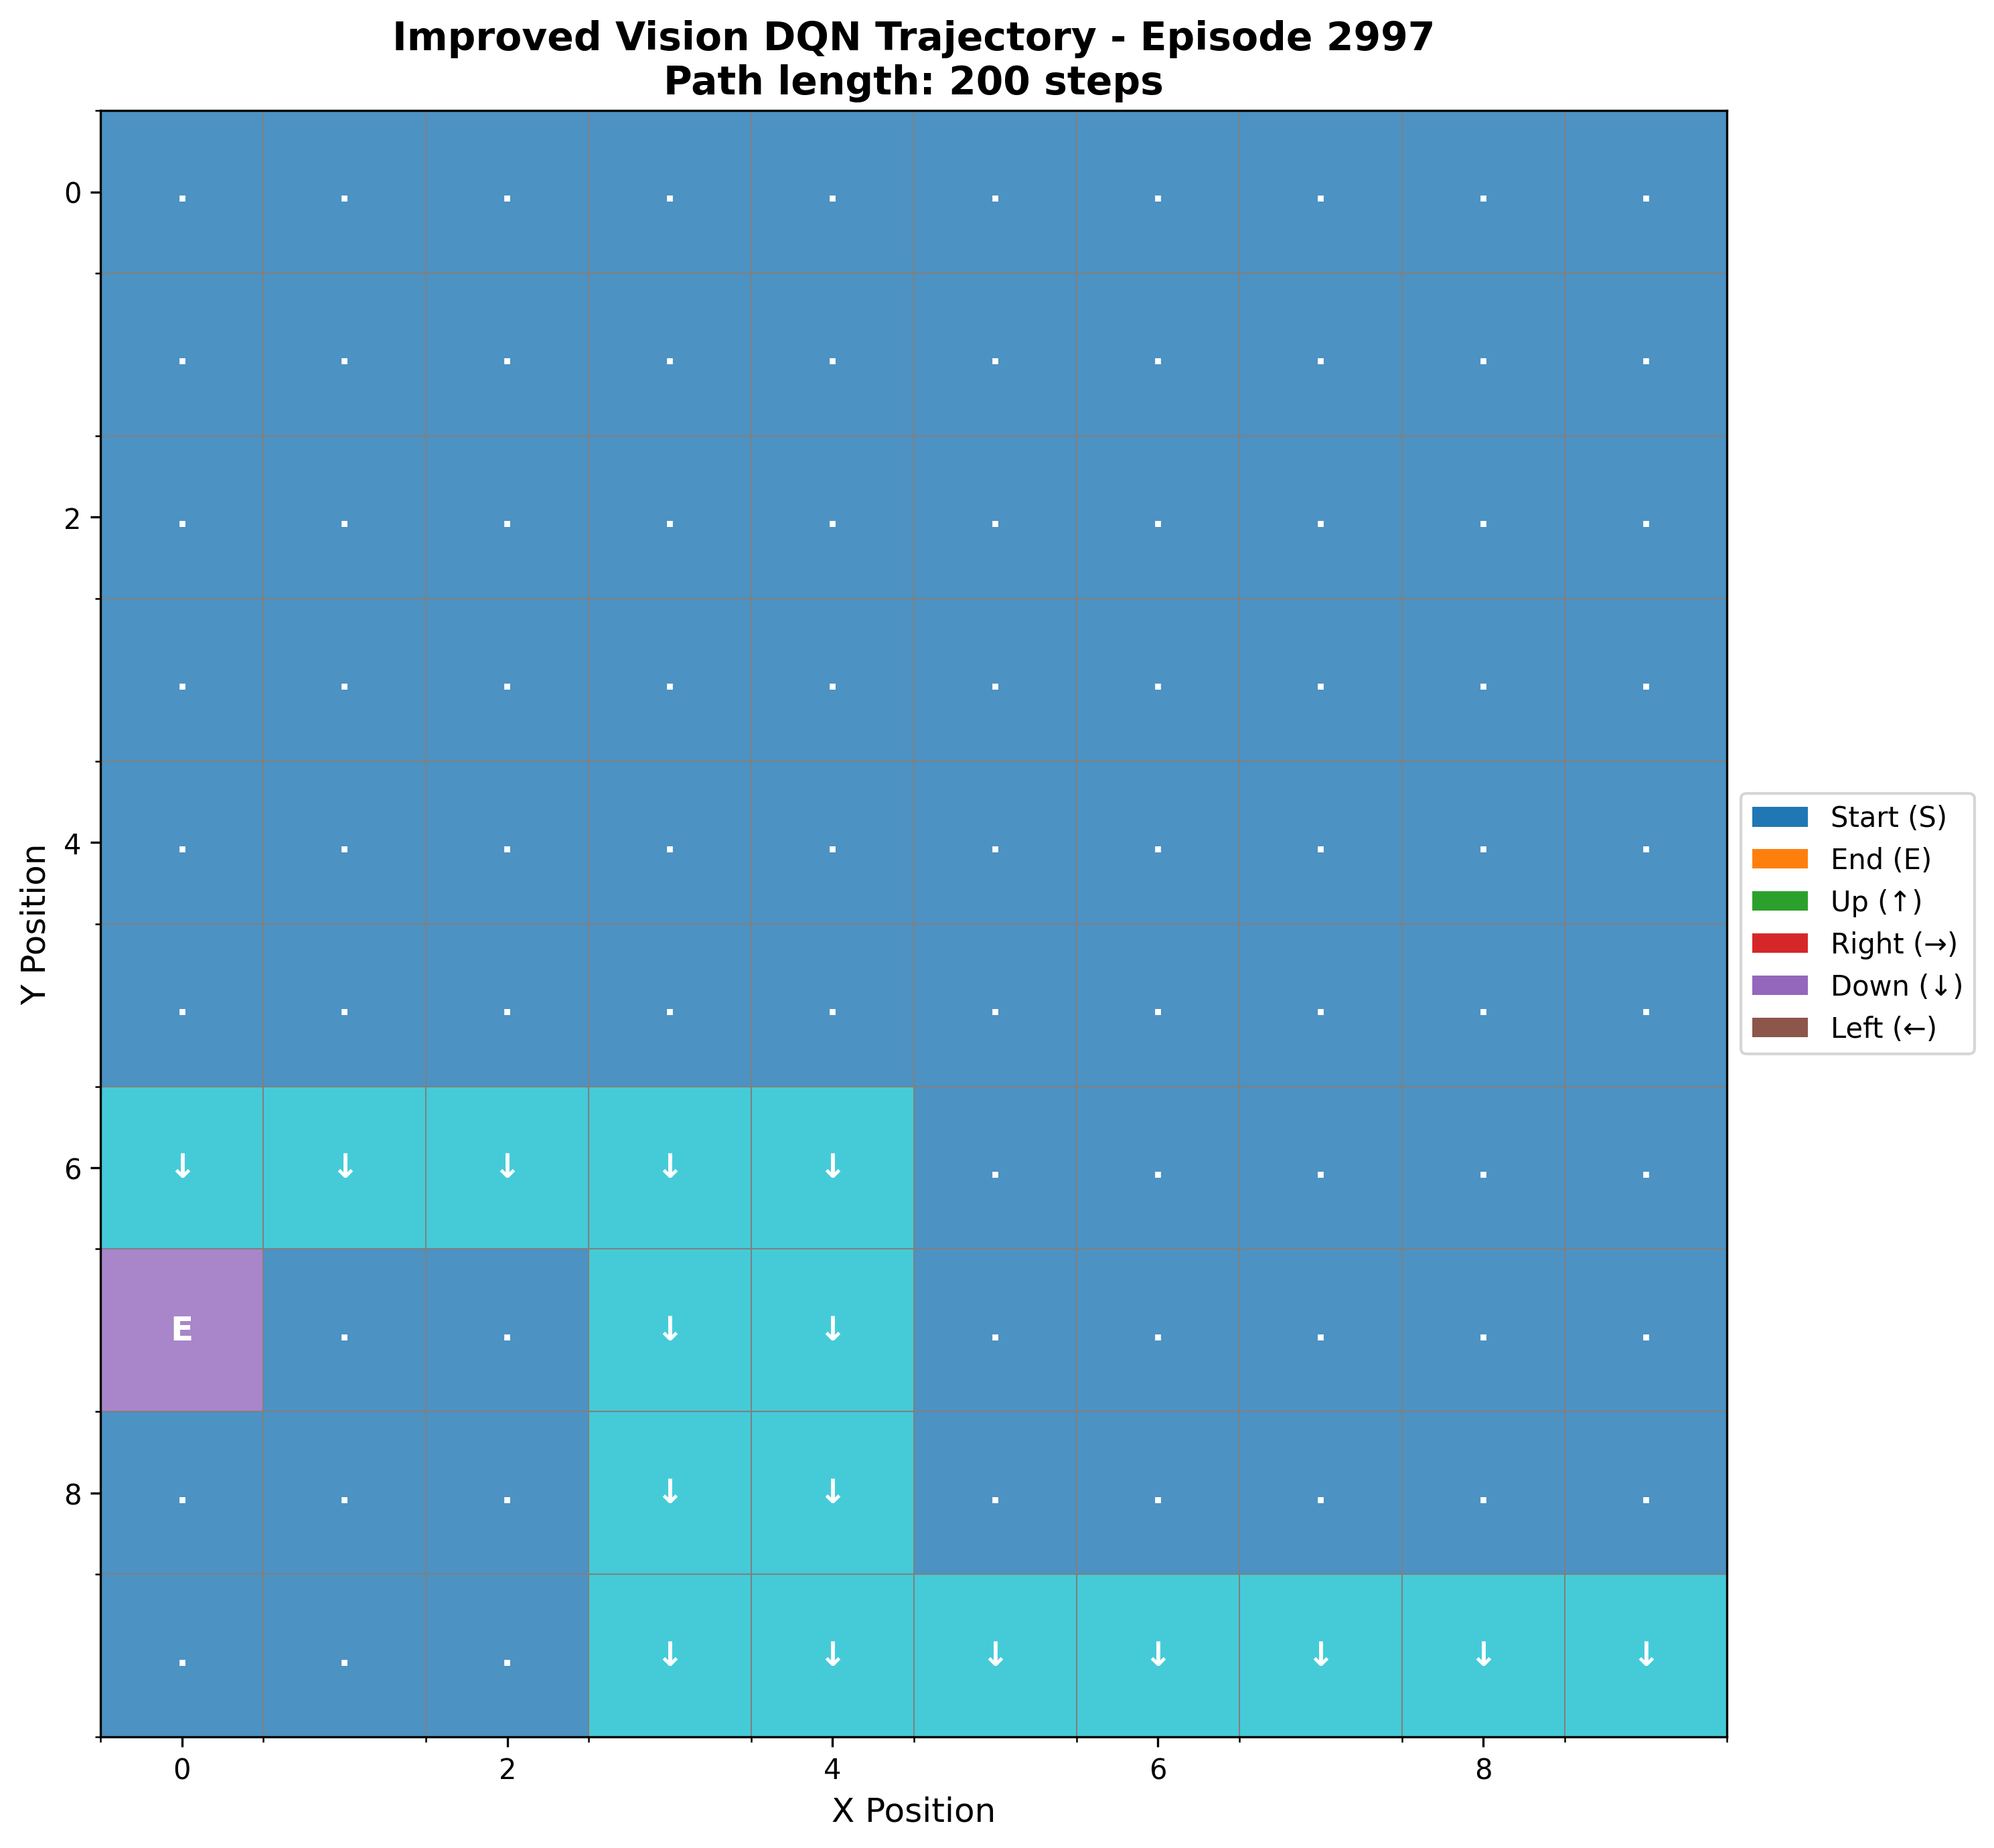 Improved Vision DQN Trajectory - Episode 2997
Path length: 200 steps
0 . . . . . . . . . .
. . . . . . . . . .
2 . . . . . . . . . .
. . . . . . . . . .
4 . . . . . . . . . .
. . . . . . . . . .
6 ↓ ↓ ↓ ↓ ↓ . . . . .
E . . ↓ ↓ . . . . .
8 . . . ↓ ↓ . . . . .
. . . ↓ ↓ ↓ ↓ ↓ ↓ ↓
0 2 4 6 8
X Position
Y Position
Start (S)
End (E)
Up (↑)
Right (→)
Down (↓)
Left (←)